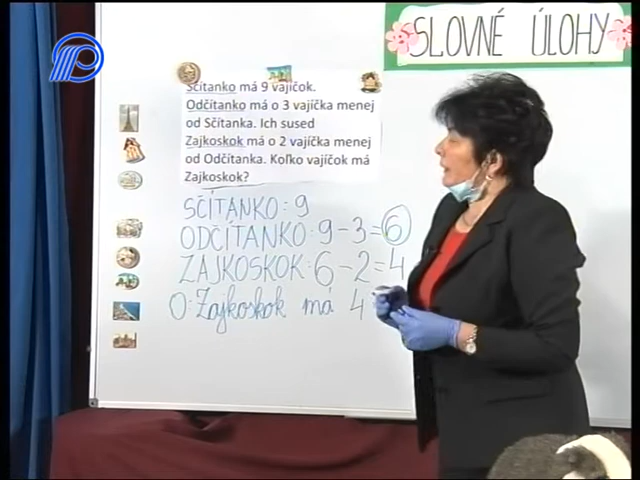 SLOVNÉ ÚLOHY
Sčítanko má 9 vajíčok.
Odčítanko má o 3 vajíčka menej
od Sčítanka. Ich sused
Zajkoskok má o 2 vajíčka menej
od Odčítanka. Koľko vajíčok má
Zajkoskok?
SČÍTANKO: 9
ODČÍTANKO: 9-3=6
ZAJKOSKOK: 6-2=4
O: Zajkoskok má 4